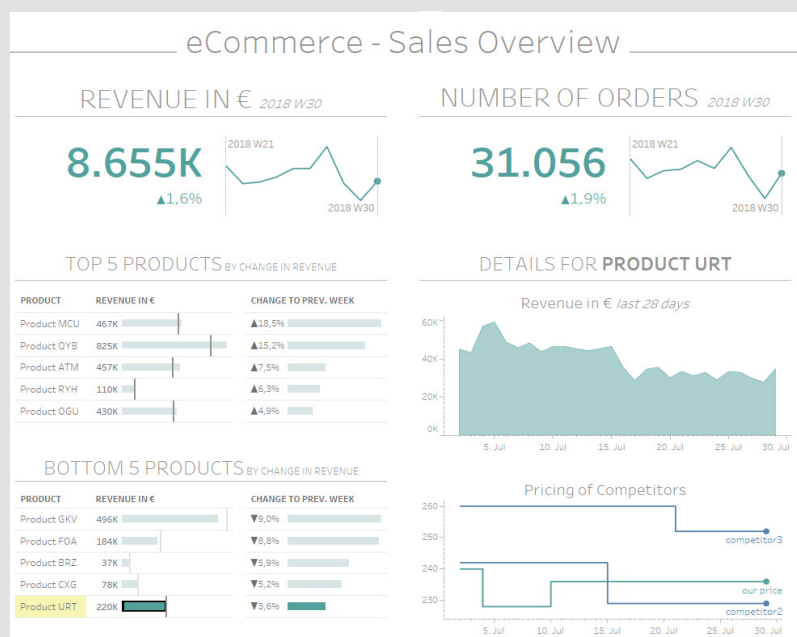 eCommerce - Sales Overview
REVENUE IN € 2018 W30
8.655K
▲1,6%
2018 W21
2018 W30
NUMBER OF ORDERS 2018 W30
31.056
▲1,9%
2018 W21
2018 W30
TOP 5 PRODUCTS BY CHANGE IN REVENUE
PRODUCT REVENUE IN € CHANGE TO PREV. WEEK
Product MCU 467K ▲18,5%
Product QYB 825K ▲15,2%
Product ATM 457K ▲7,5%
Product RYH 110K ▲6,3%
Product OGU 430K ▲4,9%
BOTTOM 5 PRODUCTS BY CHANGE IN REVENUE
PRODUCT REVENUE IN € CHANGE TO PREV. WEEK
Product GKV 496K ▼9,0%
Product FOA 184K ▼8,8%
Product BRZ 37K ▼5,9%
Product CXG 78K ▼5,2%
Product URT 220K ▼3,6%
DETAILS FOR PRODUCT URT
Revenue in € last 28 days
60K
40K
20K
0K
5. Jul 10. Jul 15. Jul 20. Jul 25. Jul 30. Jul
Pricing of Competitors
260
250
240
230
competitor3
our price
competitor2
5. Jul 10. Jul 15. Jul 20. Jul 25. Jul 30. Jul